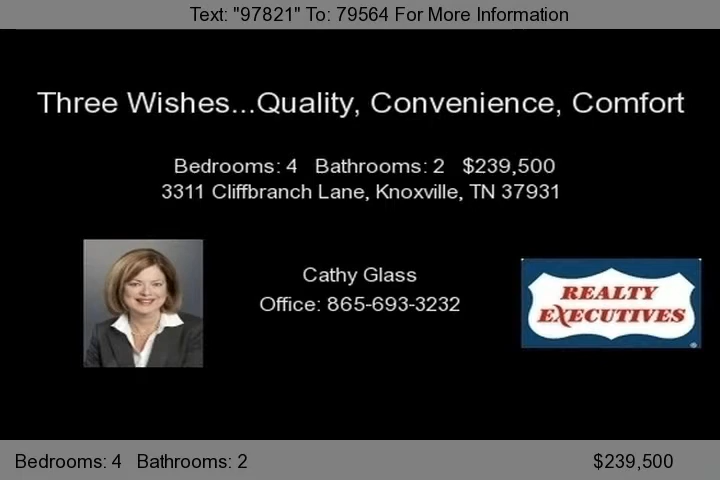 Text: "97821" To: 79564 For More Information
Three Wishes...Quality, Convenience, Comfort
Bedrooms: 4 Bathrooms: 2 $239,500
3311 Cliffbranch Lane, Knoxville, TN 37931
Cathy Glass
Office: 865-693-3232
REALTY
EXECUTIVES
Bedrooms: 4 Bathrooms: 2 $239,500